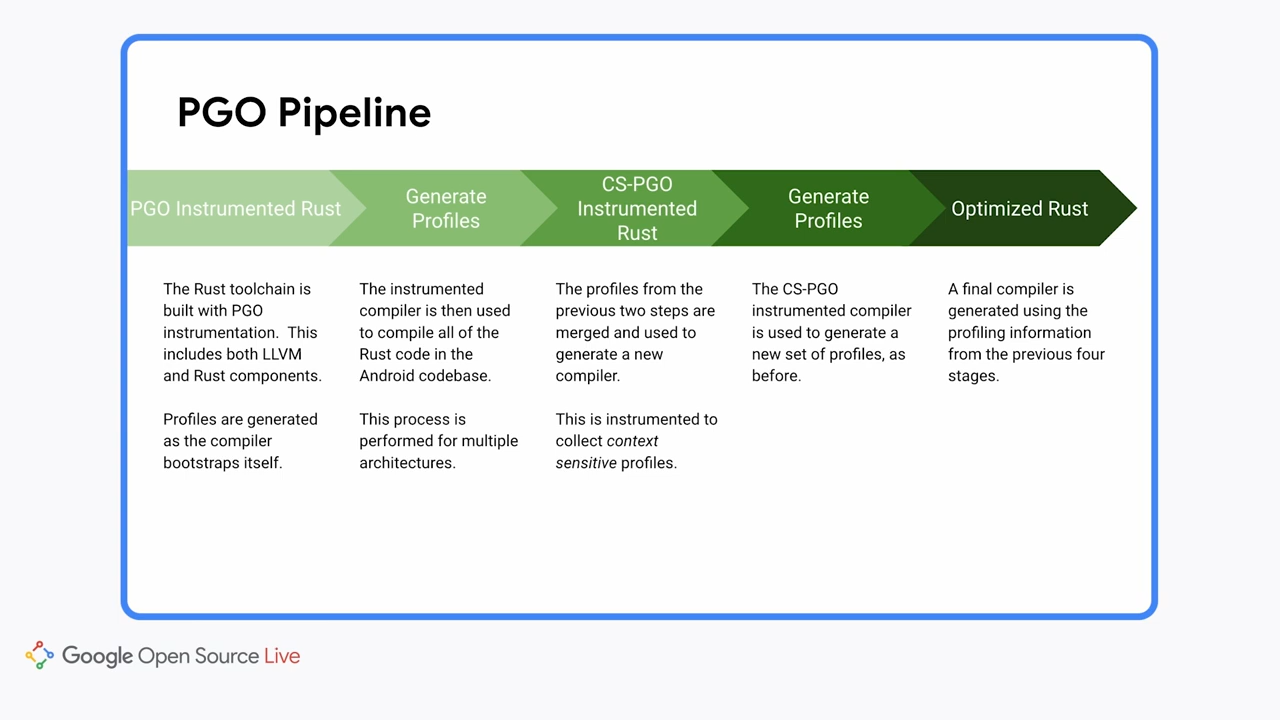 PGO Pipeline
PGO Instrumented Rust
Generate
Profiles
CS-PGO
Instrumented
Rust
Generate
Profiles
Optimized Rust
The Rust toolchain is
built with PGO
instrumentation.  This
includes both LLVM
and Rust components.
Profiles are generated
as the compiler
bootstraps itself.
The instrumented
compiler is then used
to compile all of the
Rust code in the
Android codebase.
This process is
performed for multiple
architectures.
The profiles from the
previous two steps are
merged and used to
generate a new
compiler.
This is instrumented to
collect context
sensitive profiles.
The CS-PGO
instrumented compiler
is used to generate a
new set of profiles, as
before.
A final compiler is
generated using the
profiling information
from the previous four
stages.
Google Open Source Live